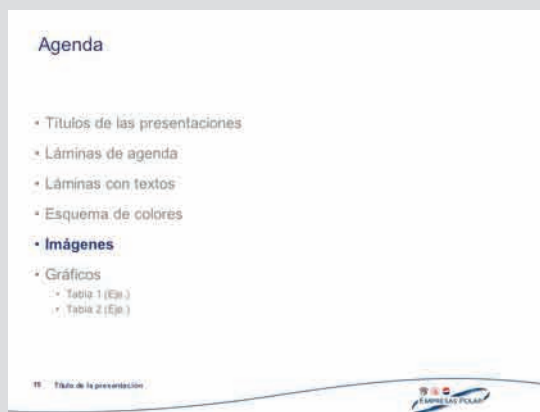 Agenda
• Títulos de las presentaciones
• Láminas de agenda
• Láminas con textos
• Esquema de colores
• Imágenes
• Gráficos
• Tabla 1 (Eje.)
• Tabla 2 (Eje.)
Título de la presentación
EMPRESAS POLAR